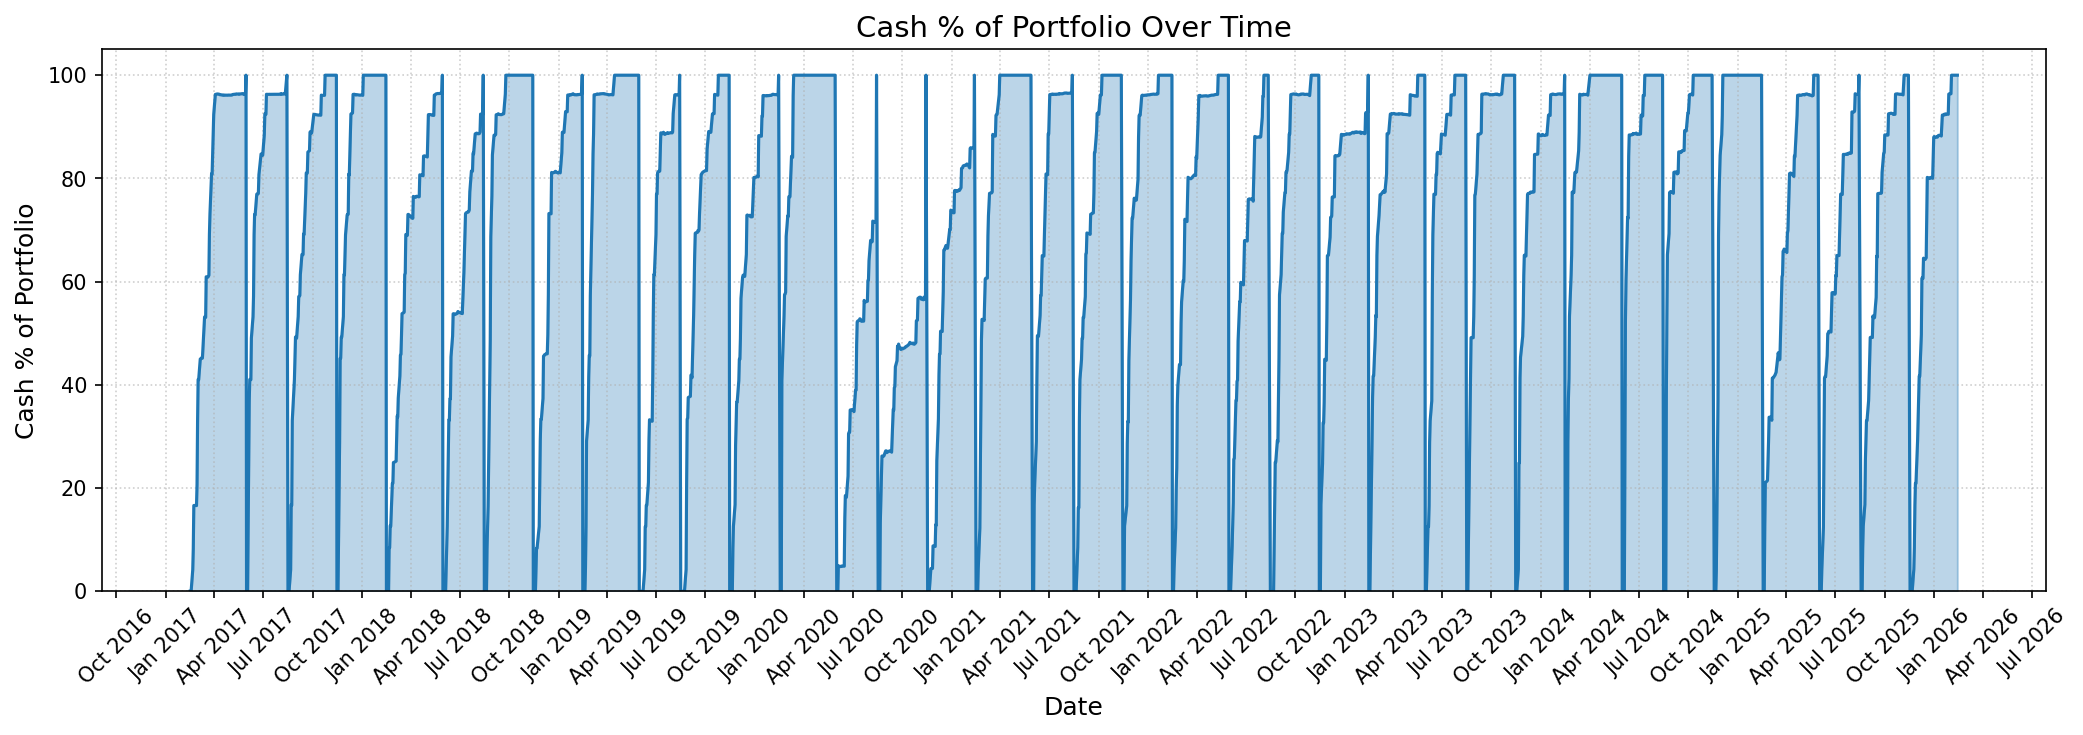 Cash % of Portfolio Over Time
Cash % of Portfolio
100
80
60
40
20
0
Oct 2016
Jan 2017
Apr 2017
Jul 2017
Oct 2017
Jan 2018
Apr 2018
Jul 2018
Oct 2018
Jan 2019
Apr 2019
Jul 2019
Oct 2019
Jan 2020
Apr 2020
Jul 2020
Oct 2020
Jan 2021
Apr 2021
Jul 2021
Oct 2021
Jan 2022
Apr 2022
Jul 2022
Oct 2022
Jan 2023
Apr 2023
Jul 2023
Oct 2023
Jan 2024
Apr 2024
Jul 2024
Oct 2024
Jan 2025
Apr 2025
Jul 2025
Oct 2025
Jan 2026
Apr 2026
Jul 2026
Date